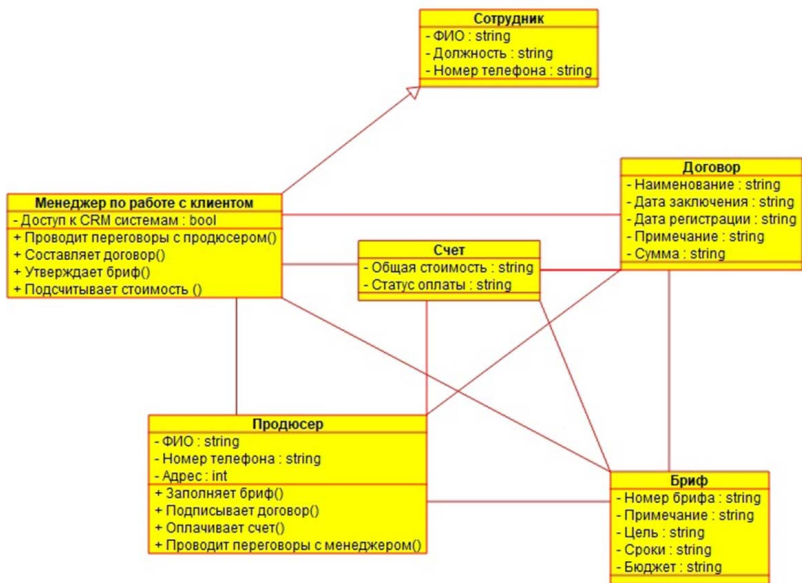 Сотрудник
- ФИО : string
- Должность : string
- Номер телефона : string
Менеджер по работе с клиентом
- Доступ к CRM системам : bool
+ Проводит переговоры с продюсером()
+ Составляет договор()
+ Утверждает бриф()
+ Подсчитывает стоимость ()
Договор
- Наименование : string
- Дата заключения : string
- Дата регистрации : string
- Примечание : string
- Сумма : string
Счет
- Общая стоимость : string
- Статус оплаты : string
Продюсер
- ФИО : string
- Номер телефона : string
- Адрес : int
+ Заполняет бриф()
+ Подписывает договор()
+ Оплачивает счет()
+ Проводит переговоры с менеджером()
Бриф
- Номер брифа : string
- Примечание : string
- Цель : string
- Сроки : string
- Бюджет : string